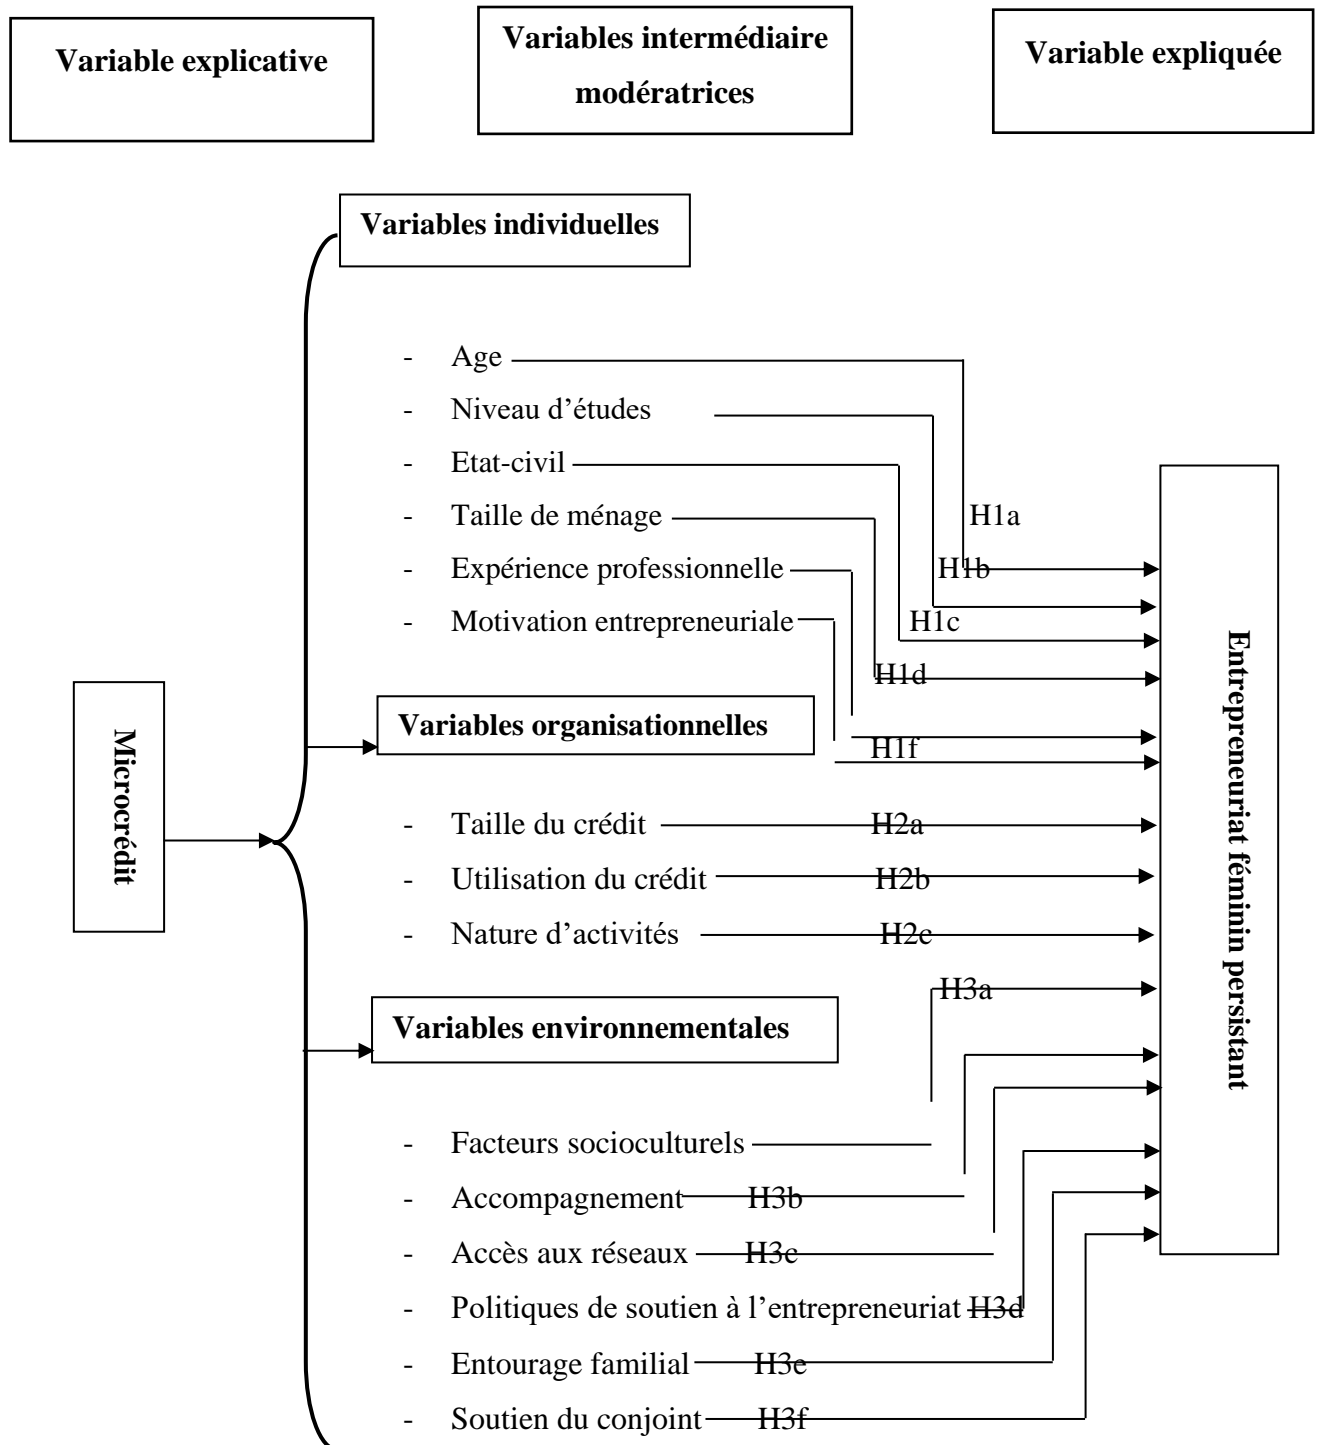 Variable explicative
Variables intermédiaire
modératrices
Variable expliquée
Variables individuelles
- Age
- Niveau d’études
- Etat-civil
- Taille de ménage
H1a
- Expérience professionnelle
H1b
- Motivation entrepreneuriale
H1c
H1d
Variables organisationnelles
H1f
Microcrédit
- Taille du crédit H2a
- Utilisation du crédit H2b
- Nature d’activités H2c
Entrepreneuriat féminin persistant
H3a
Variables environnementales
- Facteurs socioculturels
- Accompagnement H3b
- Accès aux réseaux H3c
- Politiques de soutien à l’entrepreneuriat H3d
- Entourage familial H3e
- Soutien du conjoint H3f